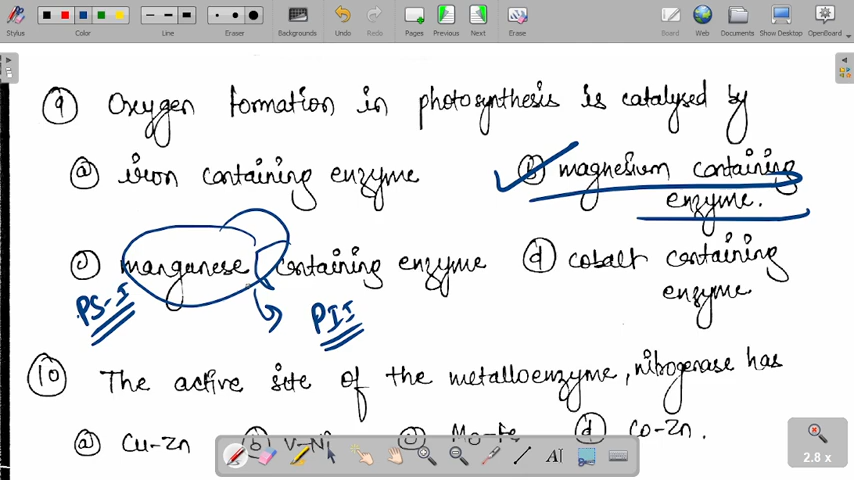 Stylus
Color
Line
Eraser
Backgrounds
Undo
Redo
Pages
Previous
Next
Erase
Board
Web
Documents
Show Desktop
OpenBoard
9 Oxygen formation in photosynthesis is catalysed by
a iron containing enzyme
b magnesium containing
enzyme.
c manganese containing enzyme
d cobalt containing
enzyme
PS-I
PII
10 The active site of the metalloenzyme, nitrogenase has
a Cu-Zn
b V-Ni
c Mo-Fe
d Co-Zn.
2.8 x